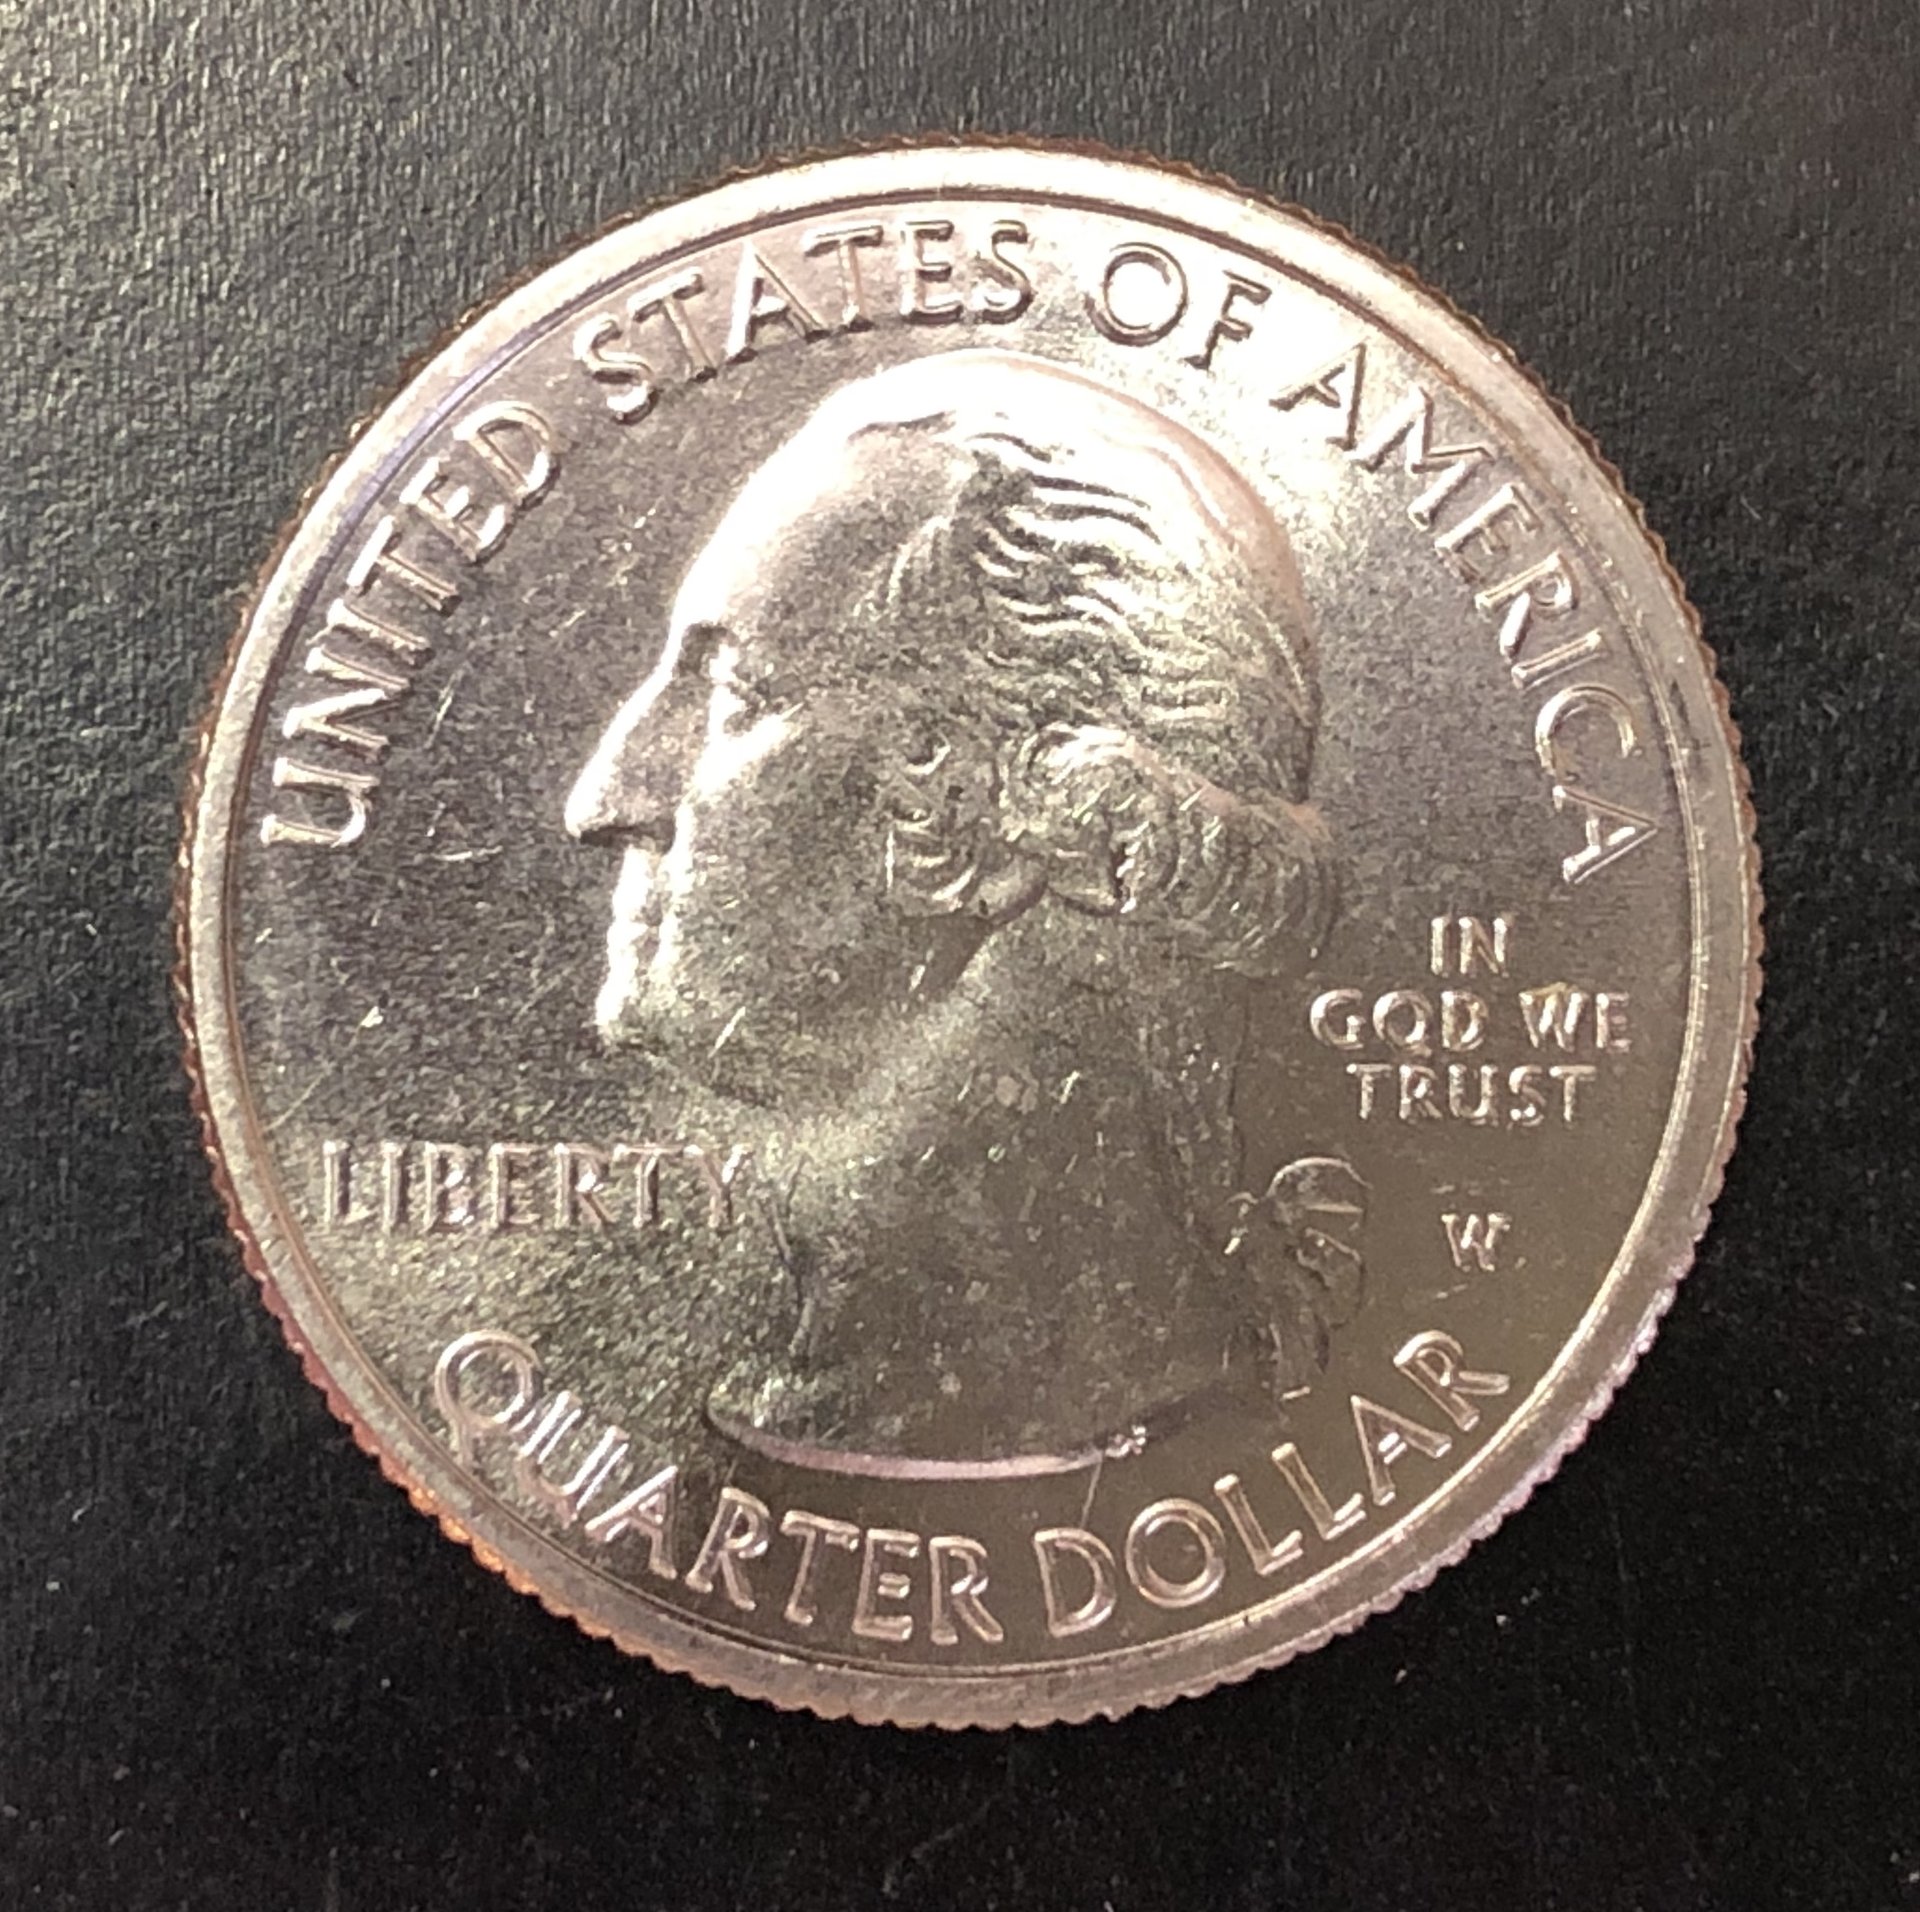 UNITED STATES OF AMERICA
IN
GOD WE
TRUST
LIBERTY
W
QUARTER DOLLAR